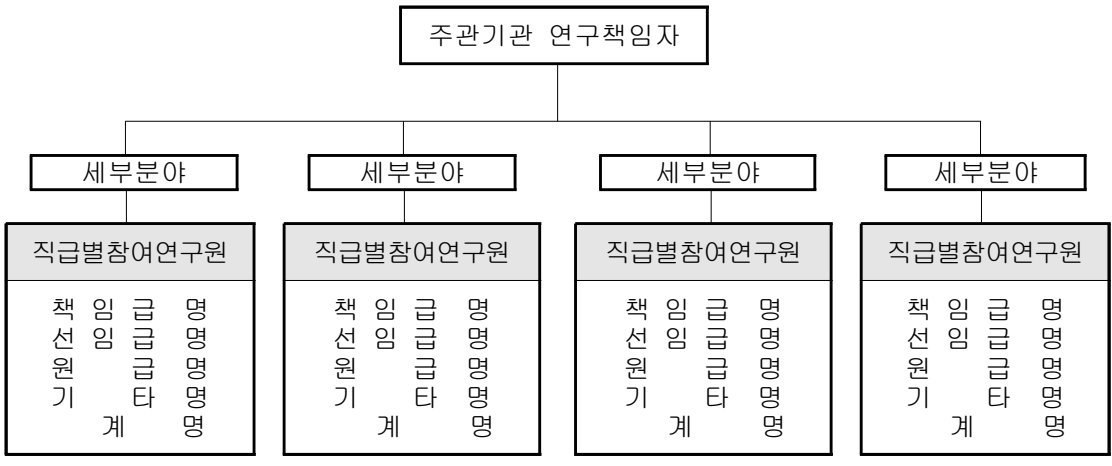 주관기관 연구책임자
세부분야 세부분야 세부분야 세부분야
직급별참여연구원 직급별참여연구원 직급별참여연구원 직급별참여연구원
책 임 급 명 책 임 급 명 책 임 급 명 책 임 급 명
선 임 급 명 선 임 급 명 선 임 급 명 선 임 급 명
원 급 명 원 급 명 원 급 명 원 급 명
기 타 명 기 타 명 기 타 명 기 타 명
계 명 계 명 계 명 계 명